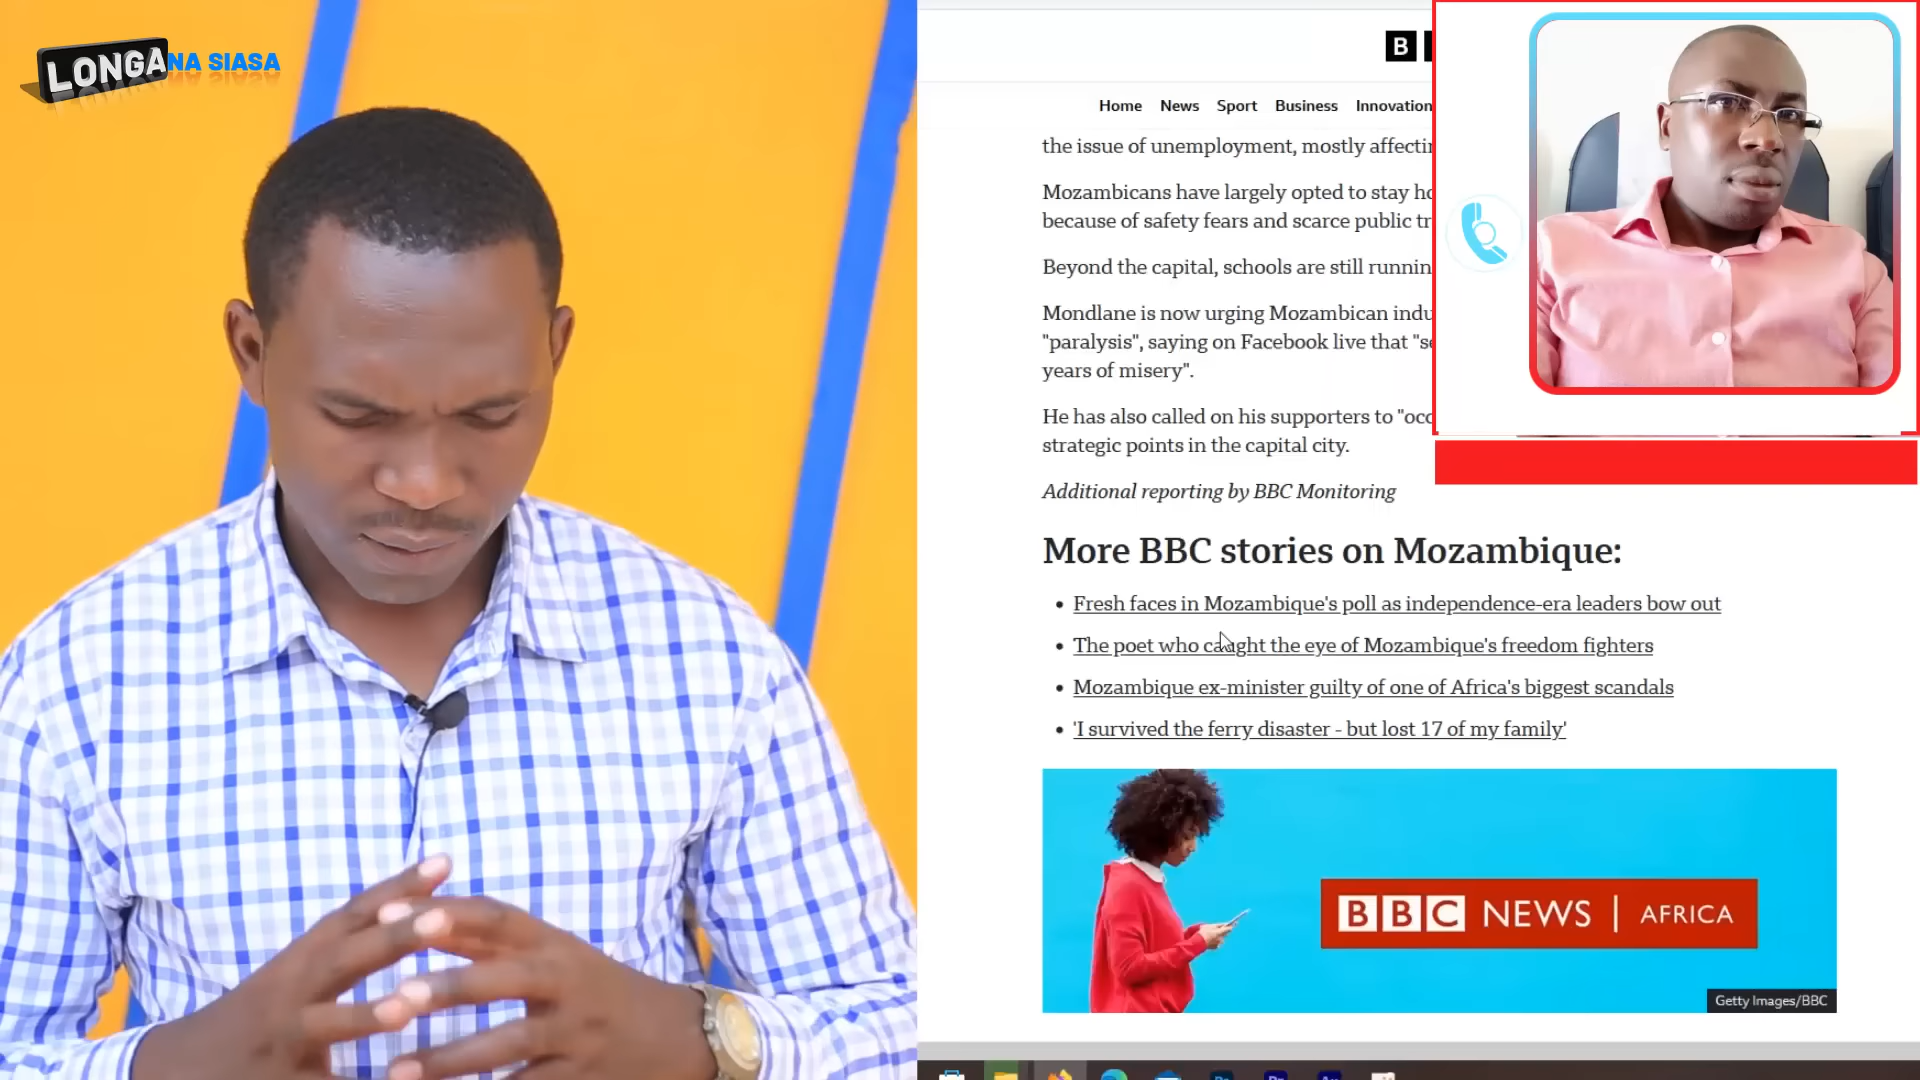 LONGA NA SIASA
B
Home News Sport Business Innovation
the issue of unemployment, mostly
Mozambicans have largely opted to stay
because of safety fears and scarce public
Beyond the capital, schools are still
Mondlane is now urging Mozambican
"paralysis", saying on Facebook live that
years of misery".
He has also called on his supporters to
strategic points in the capital city.
Additional reporting by BBC Monitoring
More BBC stories on Mozambique:
• Fresh faces in Mozambique's poll as independence-era leaders bow out
• The poet who caught the eye of Mozambique's freedom fighters
• Mozambique ex-minister guilty of one of Africa's biggest scandals
• 'I survived the ferry disaster - but lost 17 of my family'
BBC NEWS | AFRICA
Getty Images/BBC